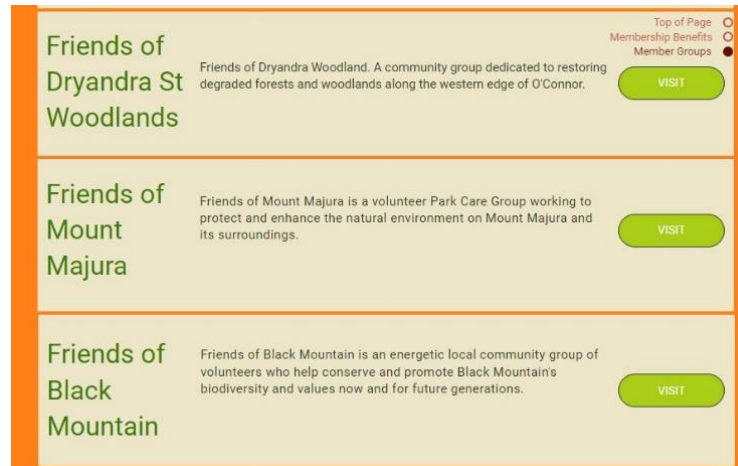 Top of Page
Membership Benefits
Member Groups
Friends of
Dryandra St
Woodlands
Friends of Dryandra Woodland. A community group dedicated to restoring
degraded forests and woodlands along the western edge of O'Connor.
VISIT
Friends of
Mount
Majura
Friends of Mount Majura is a volunteer Park Care Group working to
protect and enhance the natural environment on Mount Majura and
its surroundings.
VISIT
Friends of
Black
Mountain
Friends of Black Mountain is an energetic local community group of
volunteers who help conserve and promote Black Mountain's
biodiversity and values now and for future generations.
VISIT